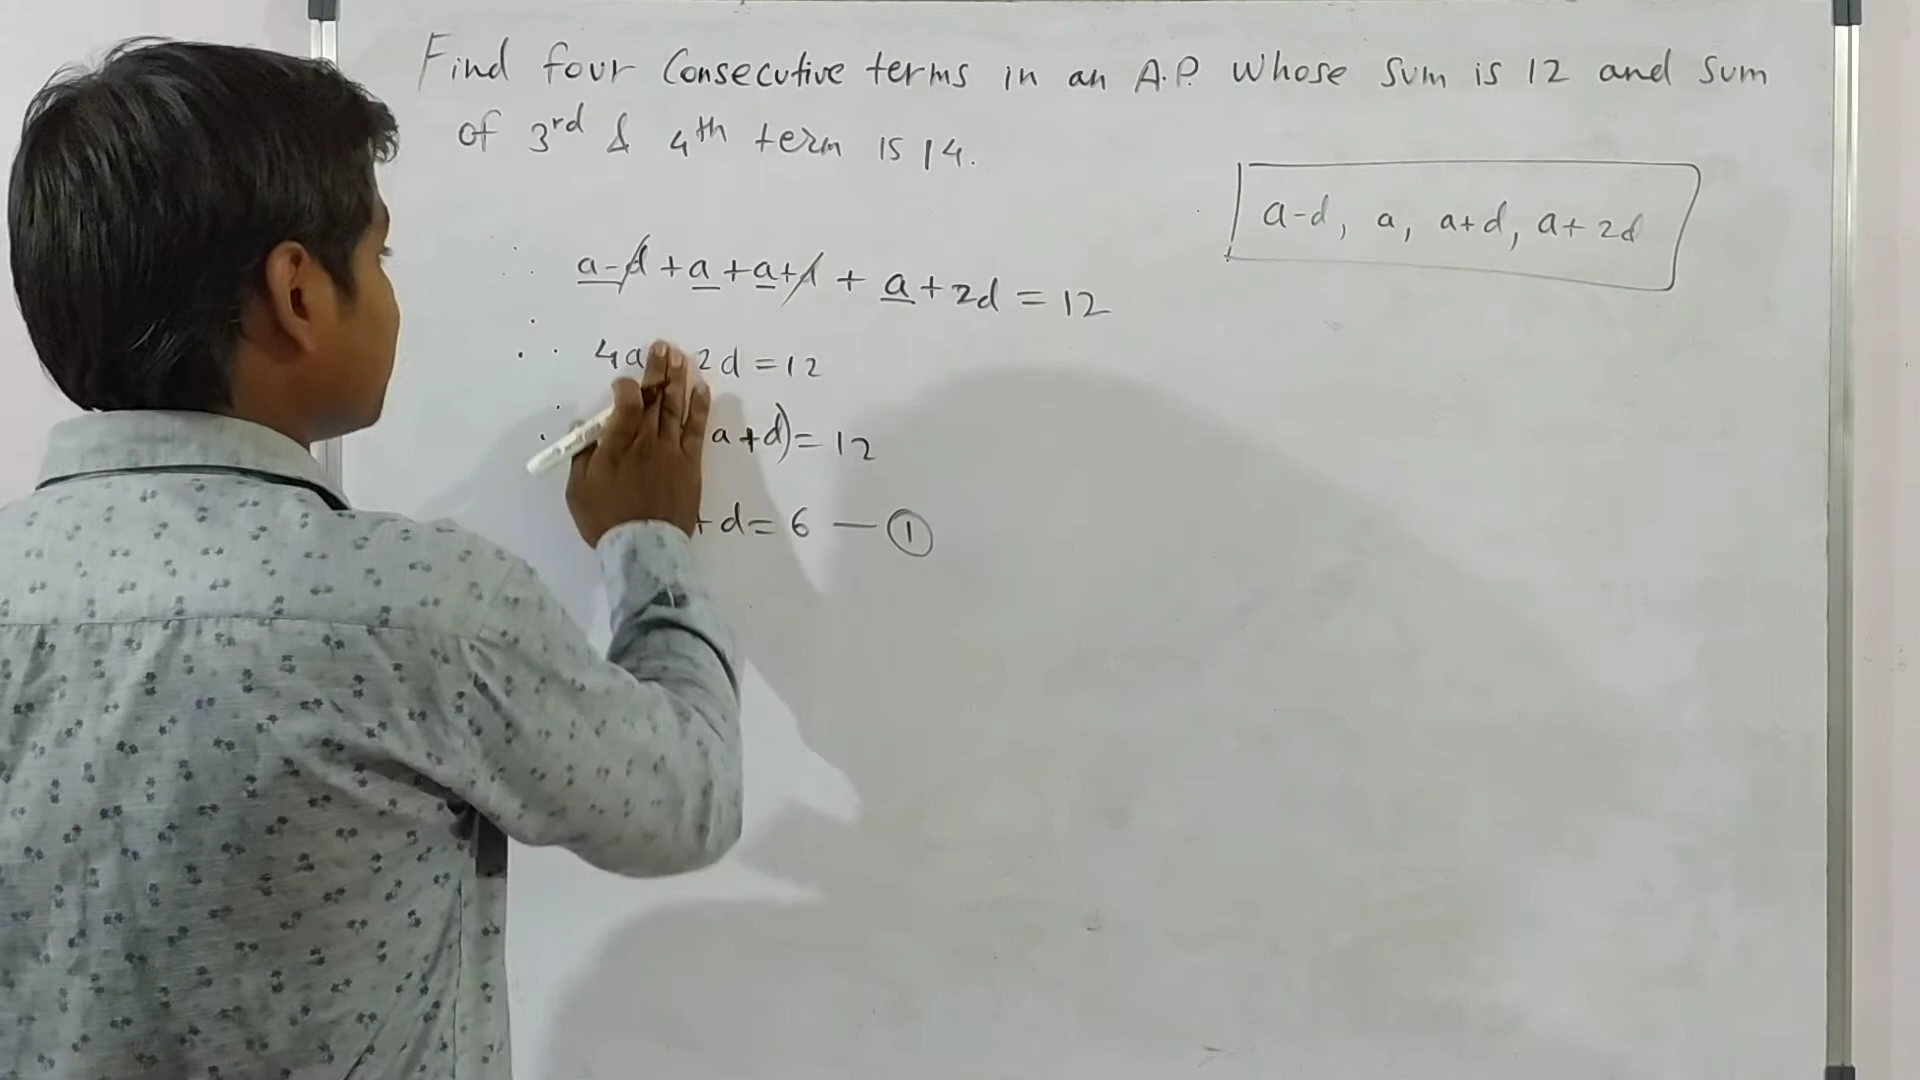 Find four Consecutive terms in an A.P. Whose Sum is 12 and Sum
of 3rd & 4th term is 14.
a-d, a, a+d, a+2d
∴ a-d + a + a+d + a+2d = 12
∴ 4a 2d = 12
a+d) = 12
+d = 6 — ①